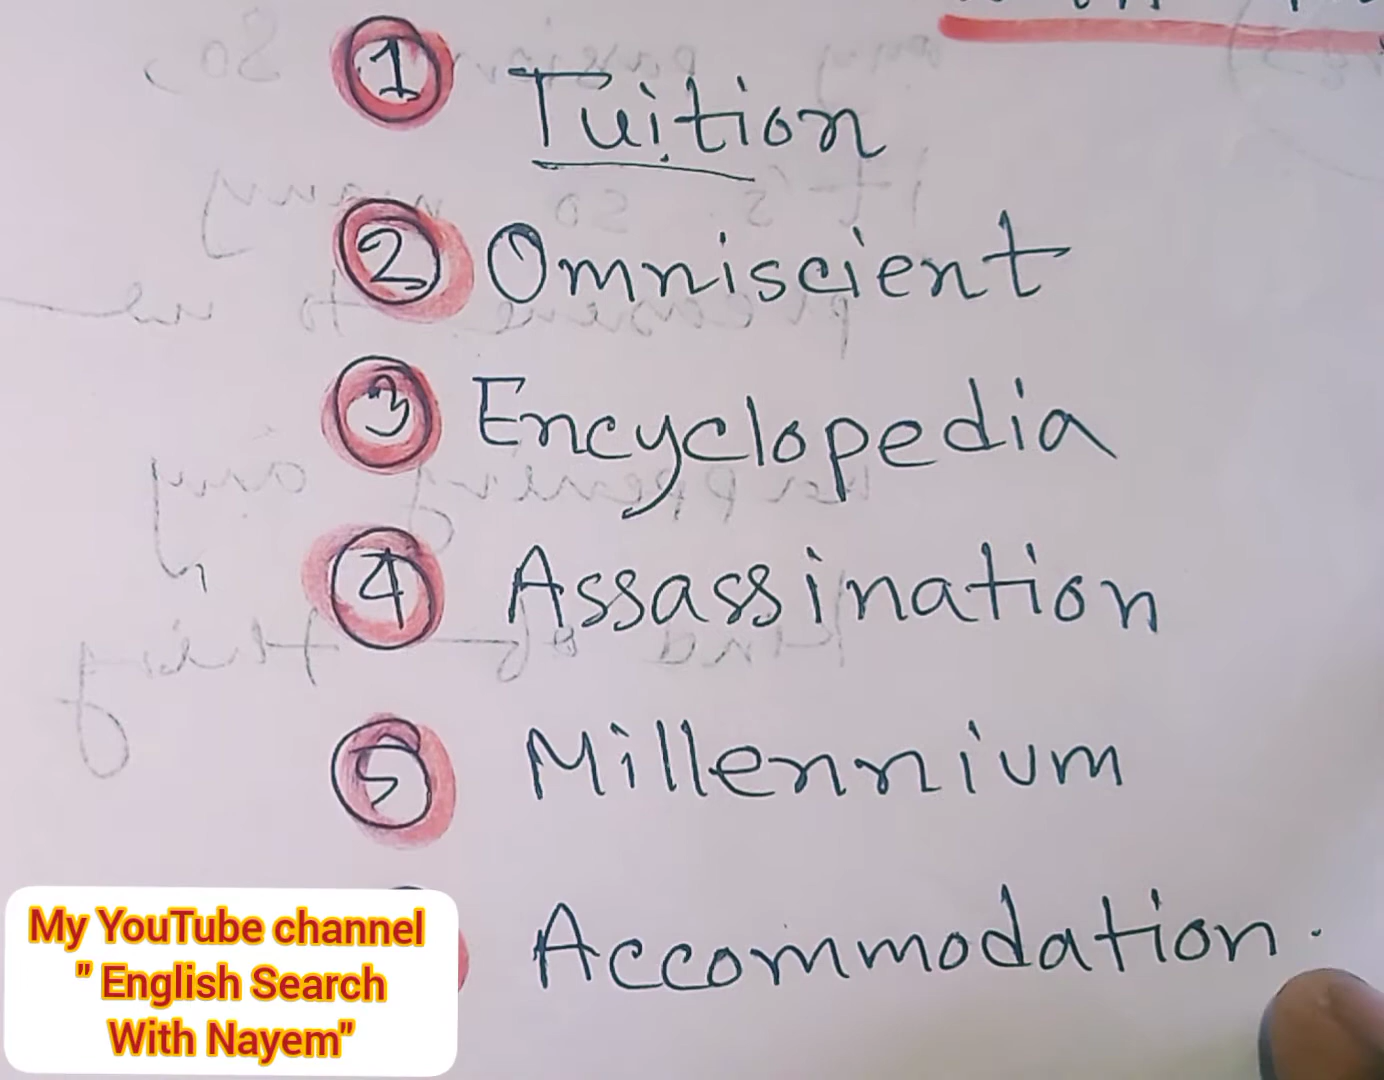 1 Tuition
2 Omniscient
3 Encyclopedia
4 Assassination
5 Millennium
Accommodation.
My YouTube channel
" English Search
With Nayem"